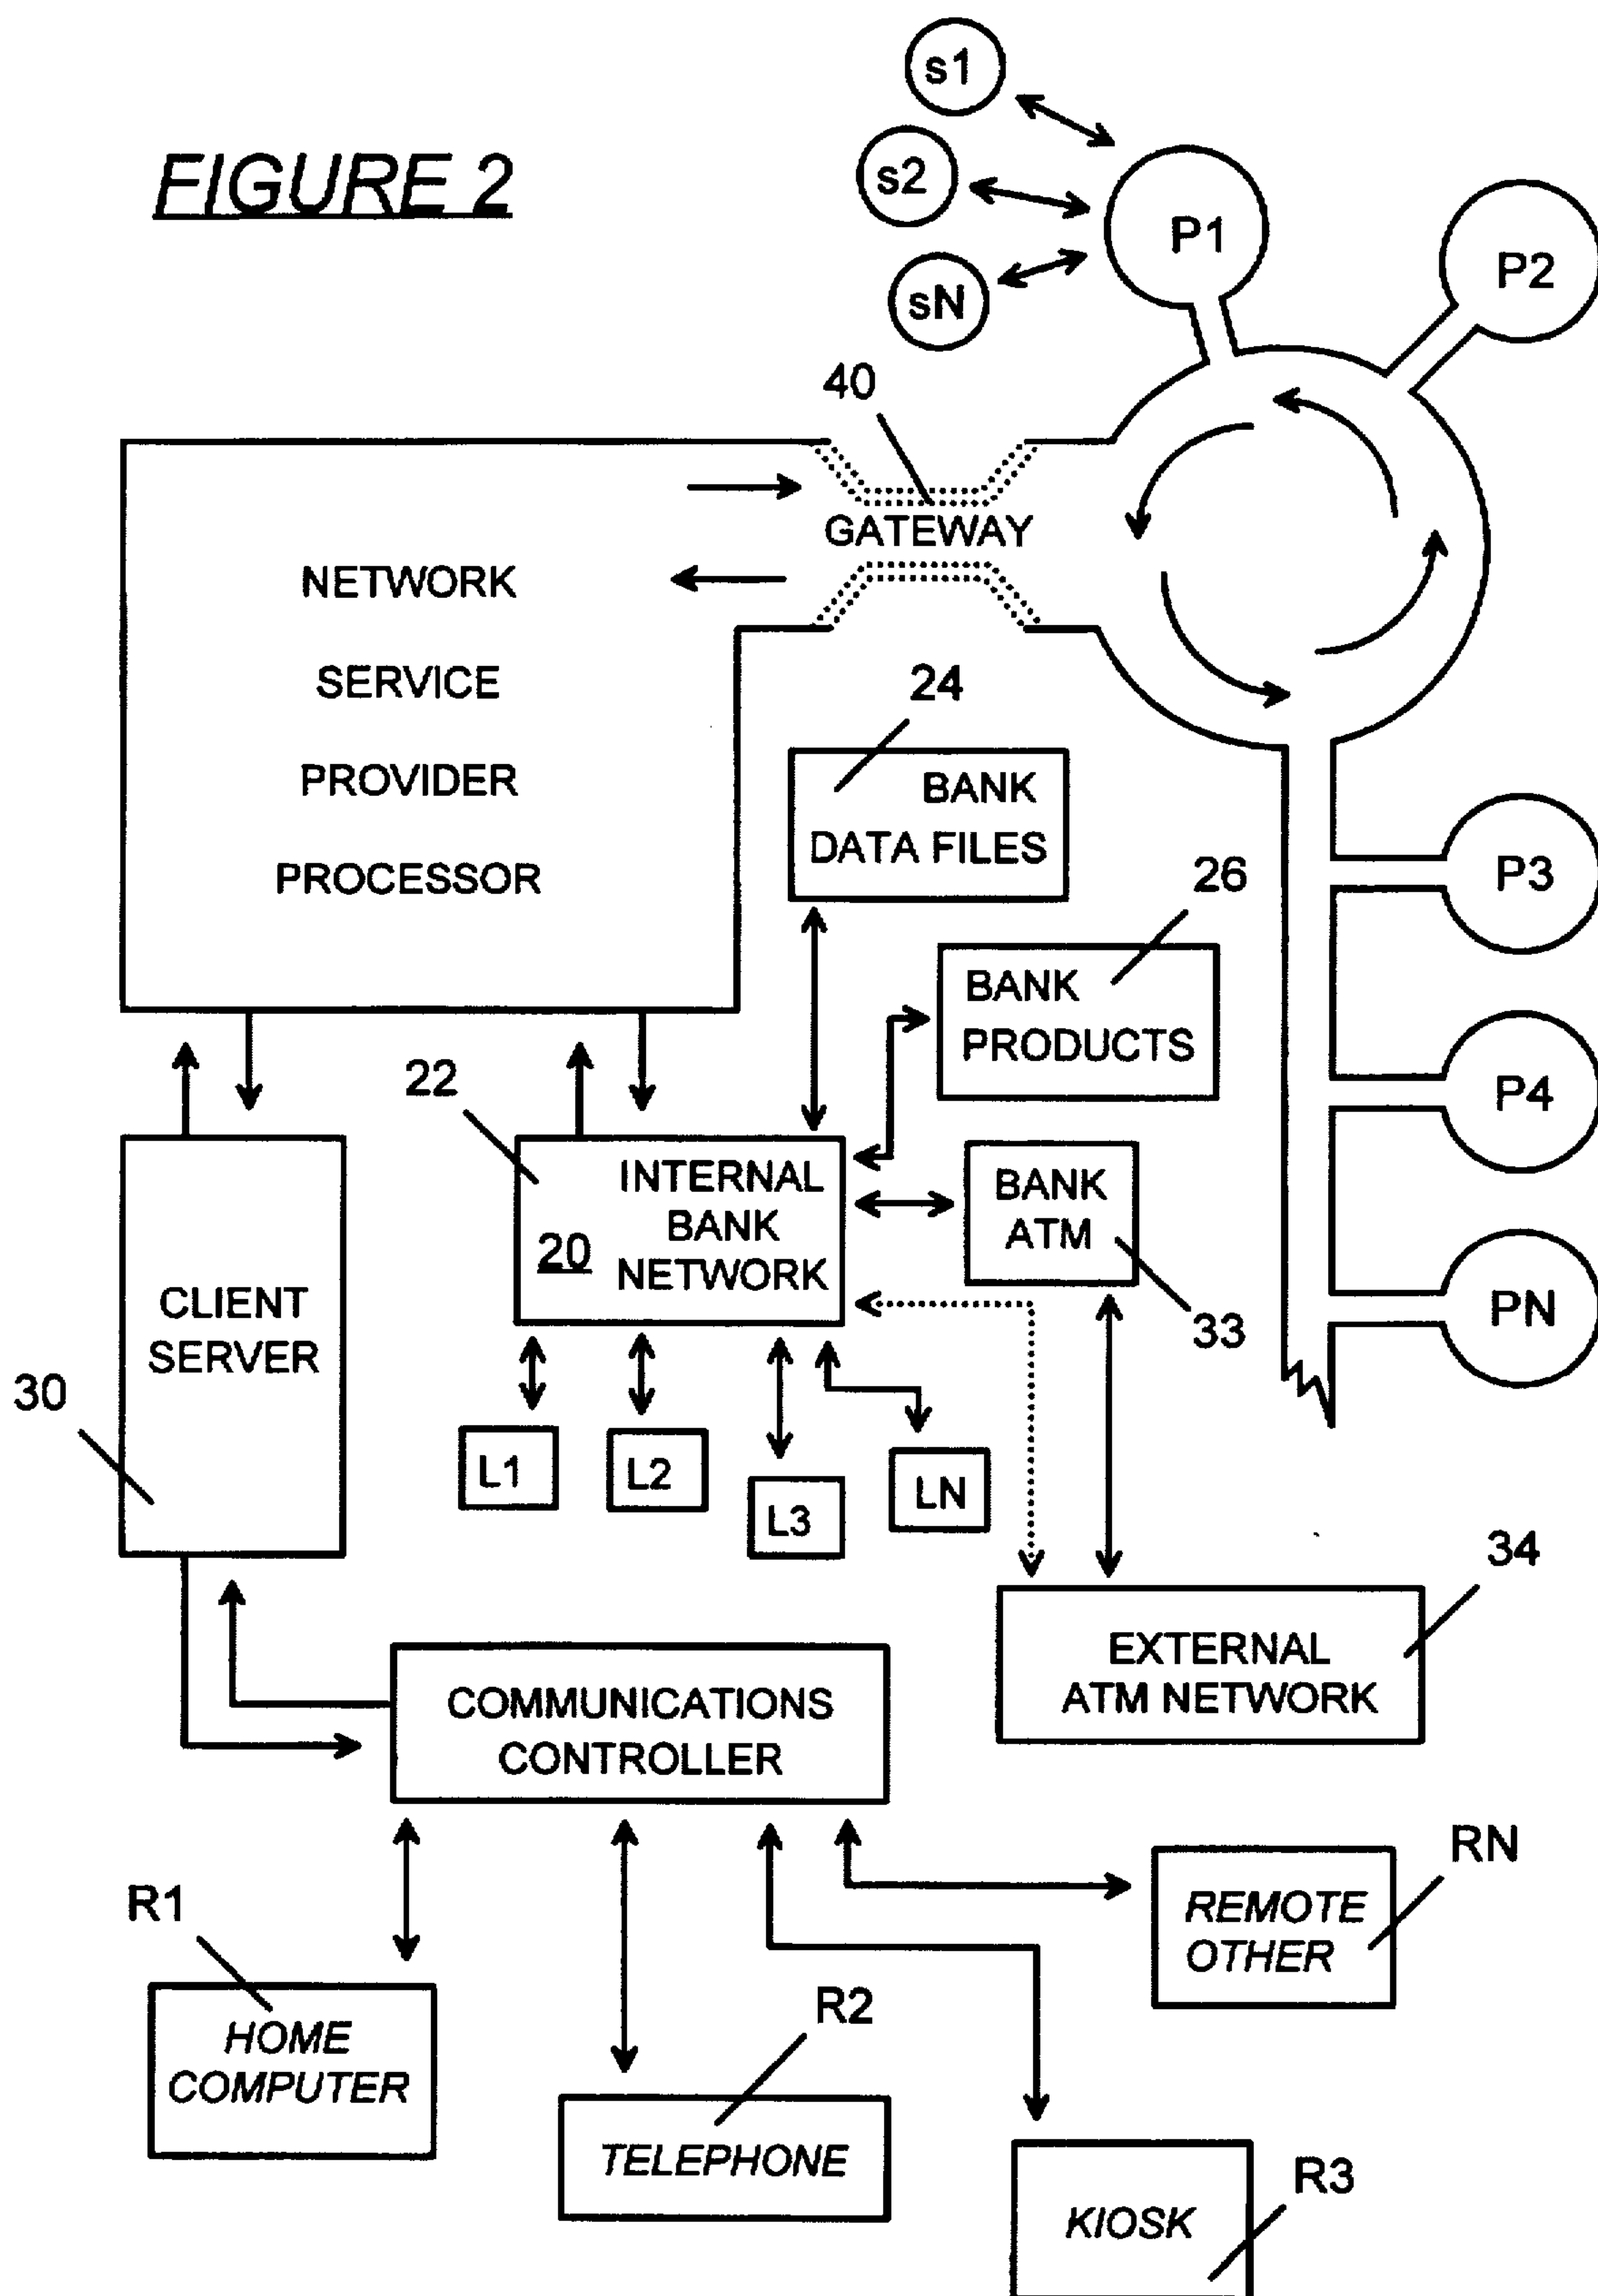 FIGURE 2
s1
s2
sN
P1
P2
40
GATEWAY
NETWORK
SERVICE
PROVIDER
PROCESSOR
24
BANK
DATA FILES
26
BANK
PRODUCTS
P3
P4
PN
22
20
INTERNAL
BANK
NETWORK
BANK
ATM
33
CLIENT
SERVER
30
L1
L2
L3
LN
34
EXTERNAL
ATM NETWORK
COMMUNICATIONS
CONTROLLER
RN
REMOTE
OTHER
R1
HOME
COMPUTER
R2
TELEPHONE
R3
KIOSK